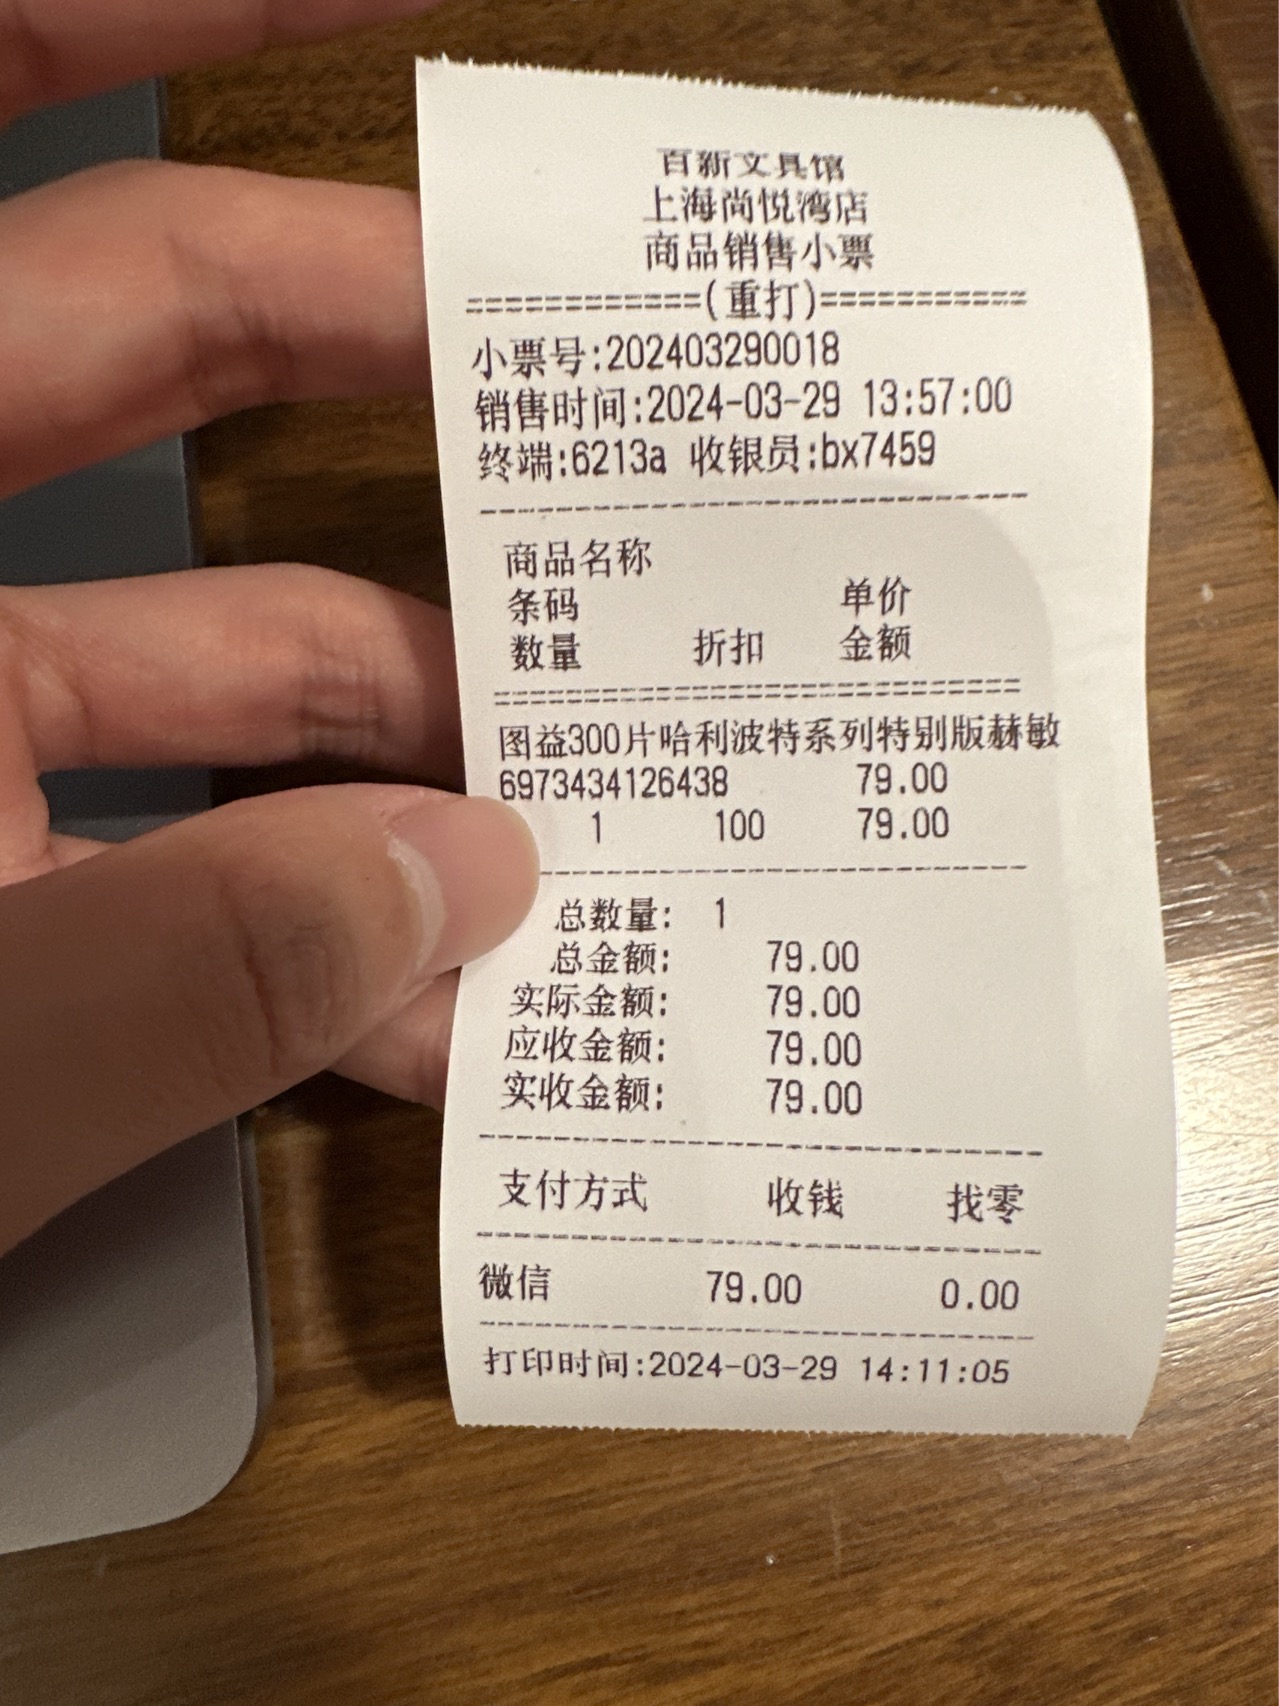 百新文具馆
上海尚悦湾店
商品销售小票
============(重打)===========
小票号:202403290018
销售时间:2024-03-29 13:57:00
终端:6213a 收银员:bx7459
商品名称
条码 单价
数量 折扣 金额
图益300片哈利波特系列特别版赫敏
6973434126438 79.00
1 100 79.00
总数量: 1
总金额: 79.00
实际金额: 79.00
应收金额: 79.00
实收金额: 79.00
支付方式 收钱 找零
微信 79.00 0.00
打印时间:2024-03-29 14:11:05